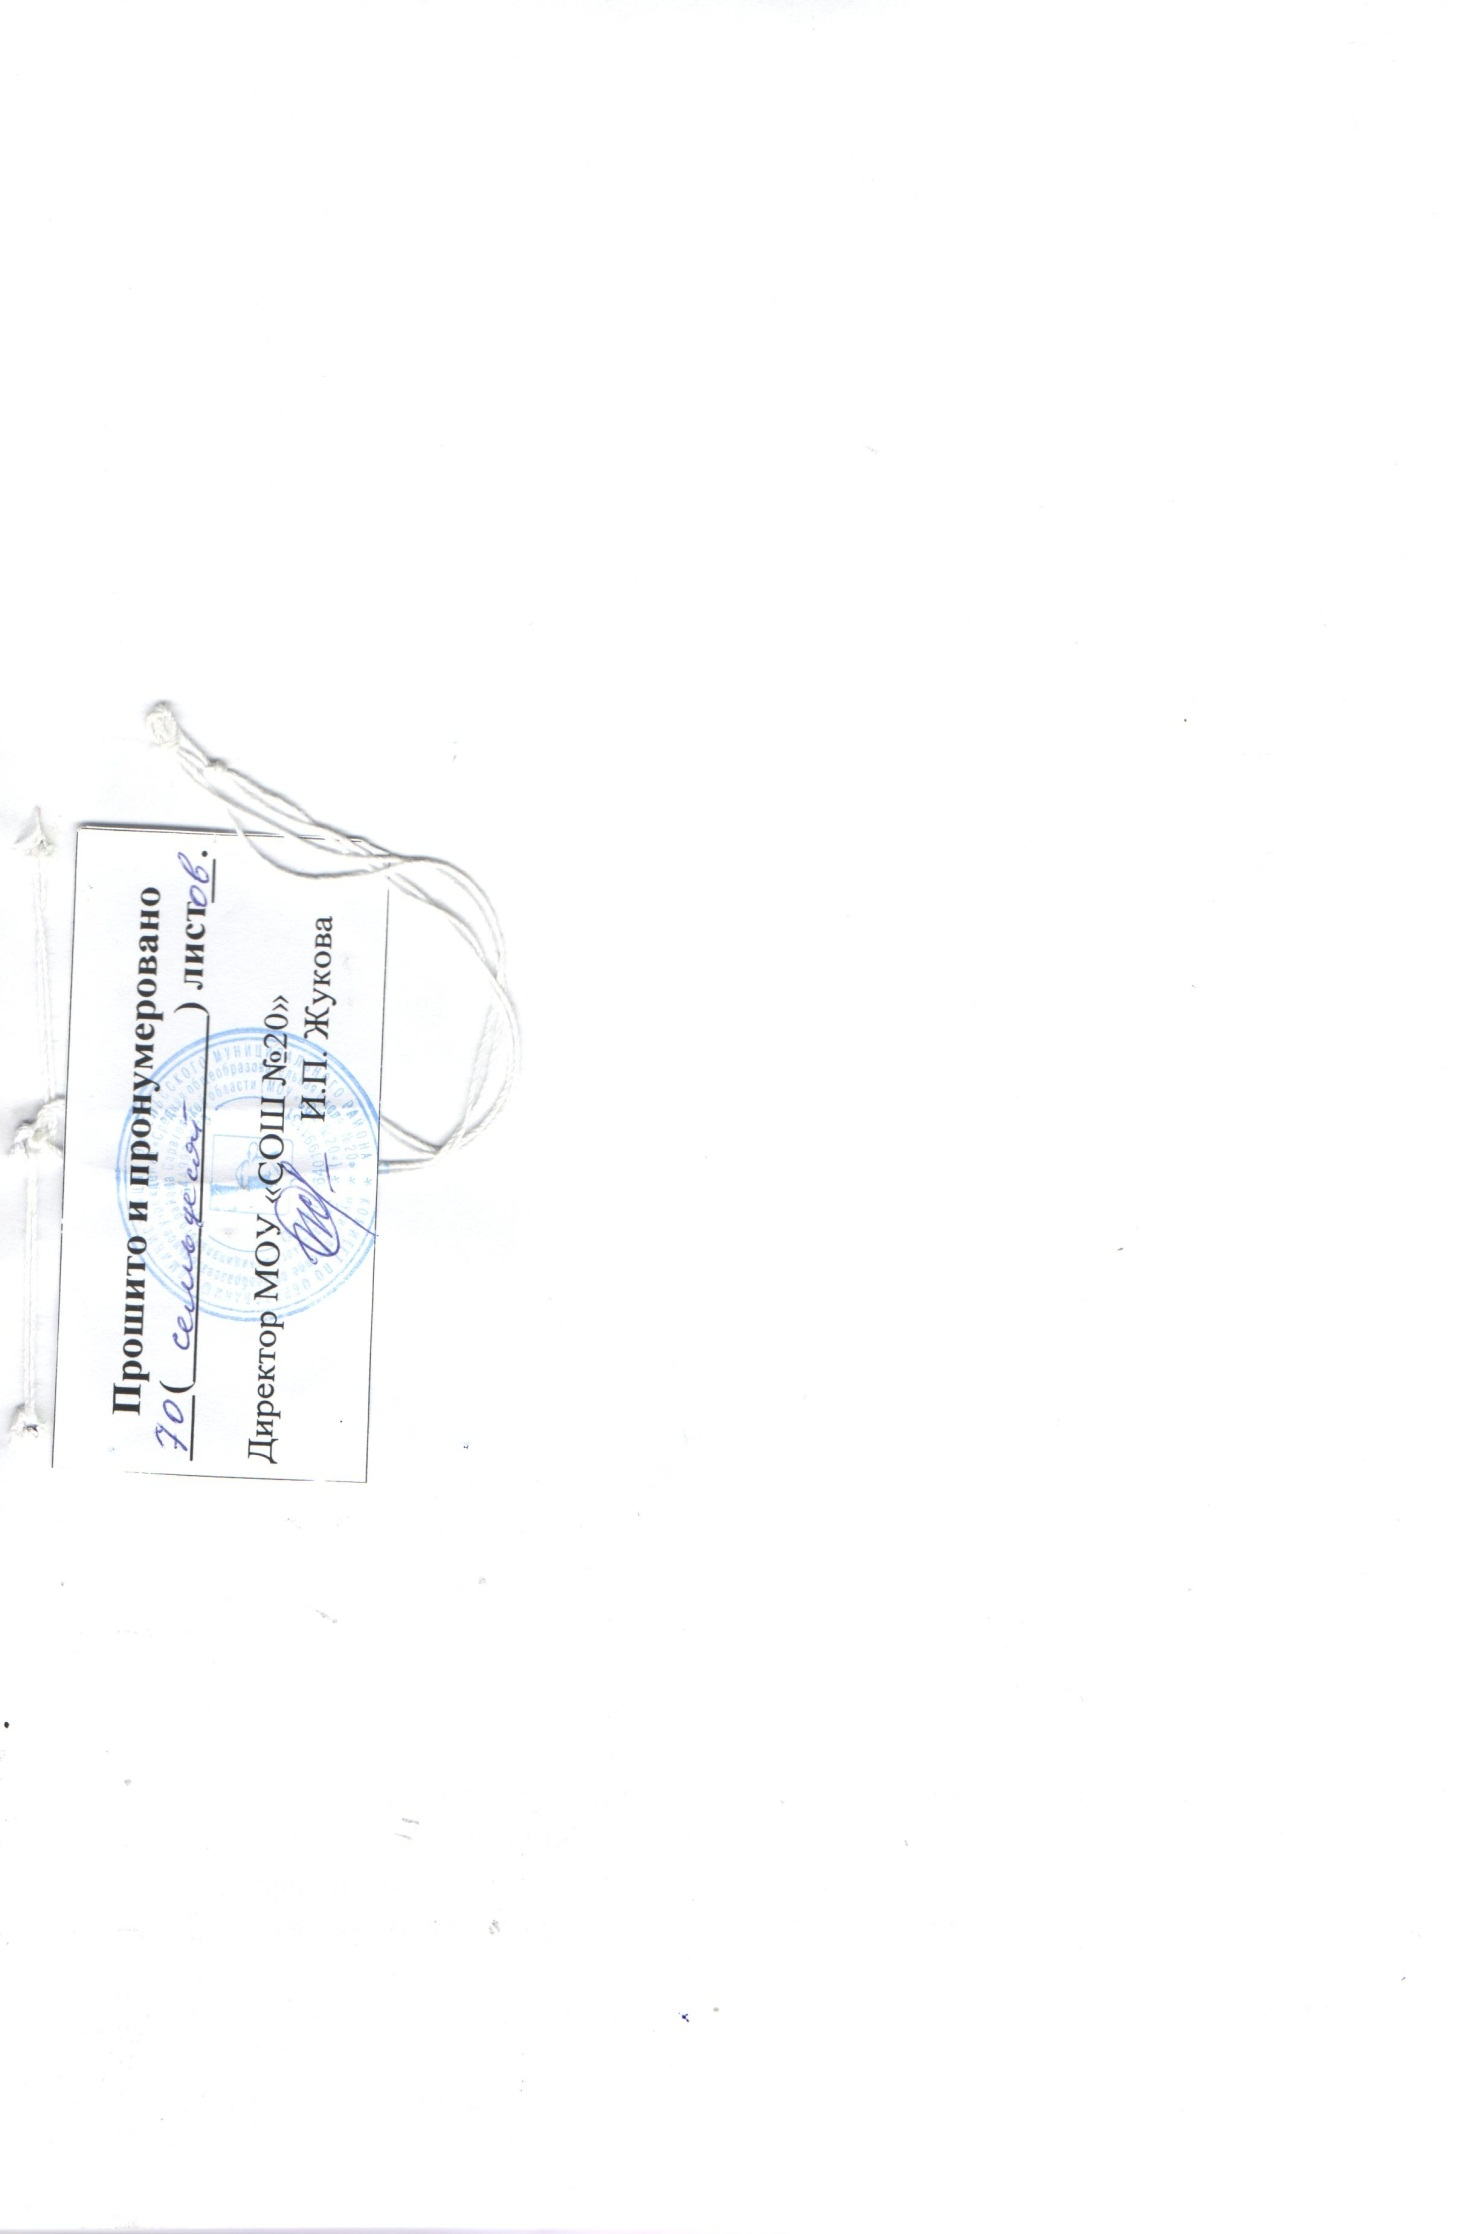 Прошито и пронумеровано
70 ( семьдесят ) листов.
Директор МОУ «СОШ №20»
И.П. Жукова